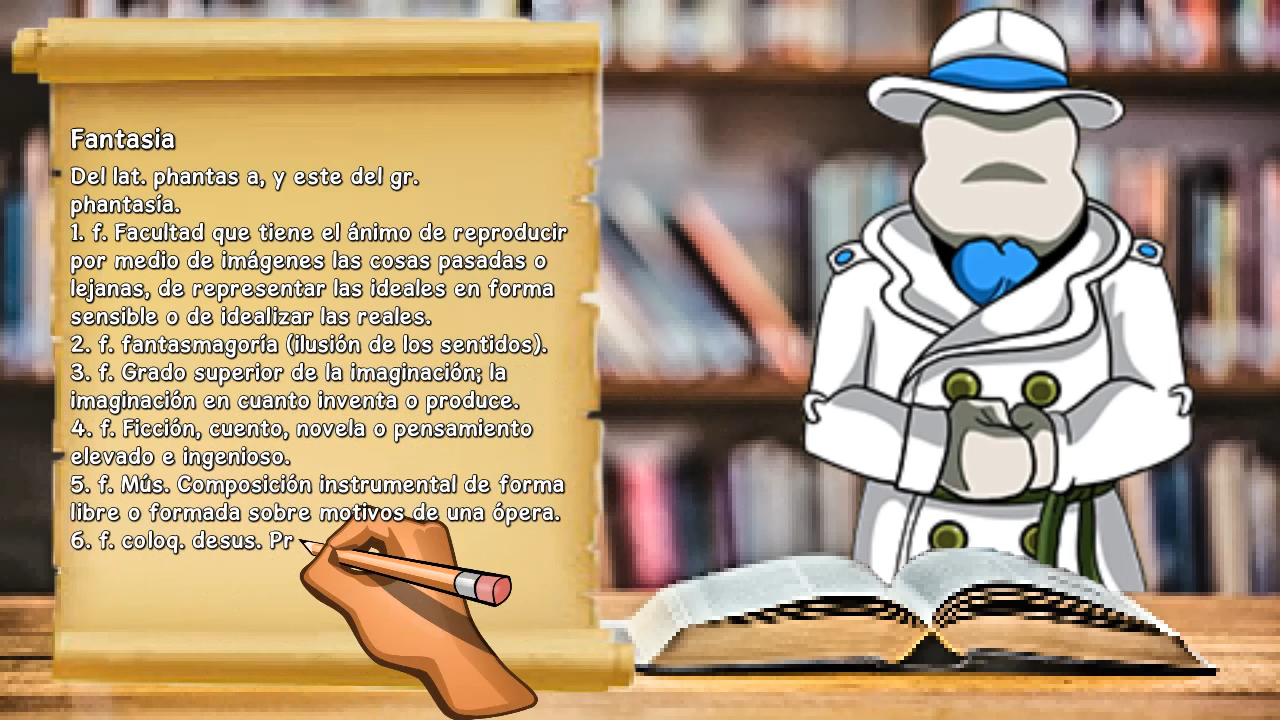 Fantasia
Del lat. phantas a, y este del gr.
phantasía.
1. f. Facultad que tiene el ánimo de reproducir
por medio de imágenes las cosas pasadas o
lejanas, de representar las ideales en forma
sensible o de idealizar las reales.
2. f. fantasmagoría (ilusión de los sentidos).
3. f. Grado superior de la imaginación; la
imaginación en cuanto inventa o produce.
4. f. Ficción, cuento, novela o pensamiento
elevado e ingenioso.
5. f. Mús. Composición instrumental de forma
libre o formada sobre motivos de una ópera.
6. f. coloq. desus. Pr